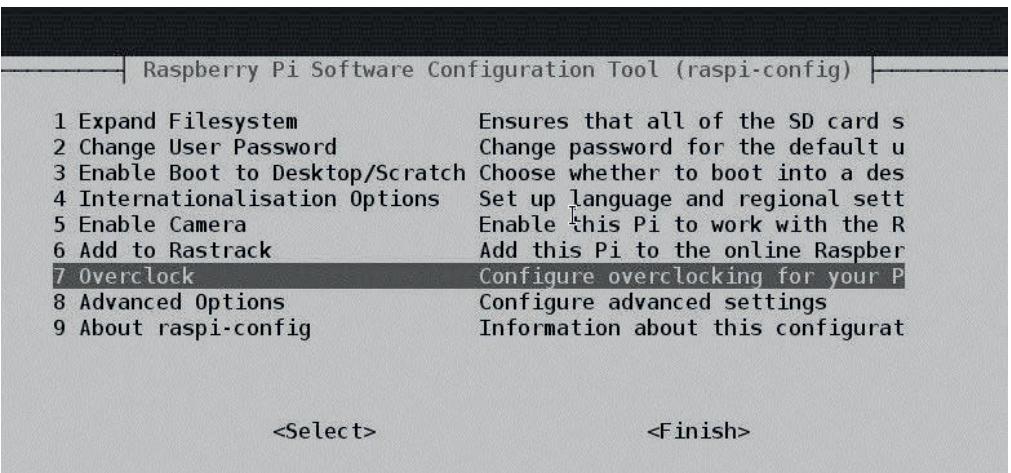 Raspberry Pi Software Configuration Tool (raspi-config)
1 Expand Filesystem Ensures that all of the SD card s
2 Change User Password Change password for the default u
3 Enable Boot to Desktop/Scratch Choose whether to boot into a des
4 Internationalisation Options Set up language and regional sett
5 Enable Camera Enable this Pi to work with the R
6 Add to Rastrack Add this Pi to the online Raspber
7 Overclock Configure overclocking for your P
8 Advanced Options Configure advanced settings
9 About raspi-config Information about this configurat
<Select> <Finish>